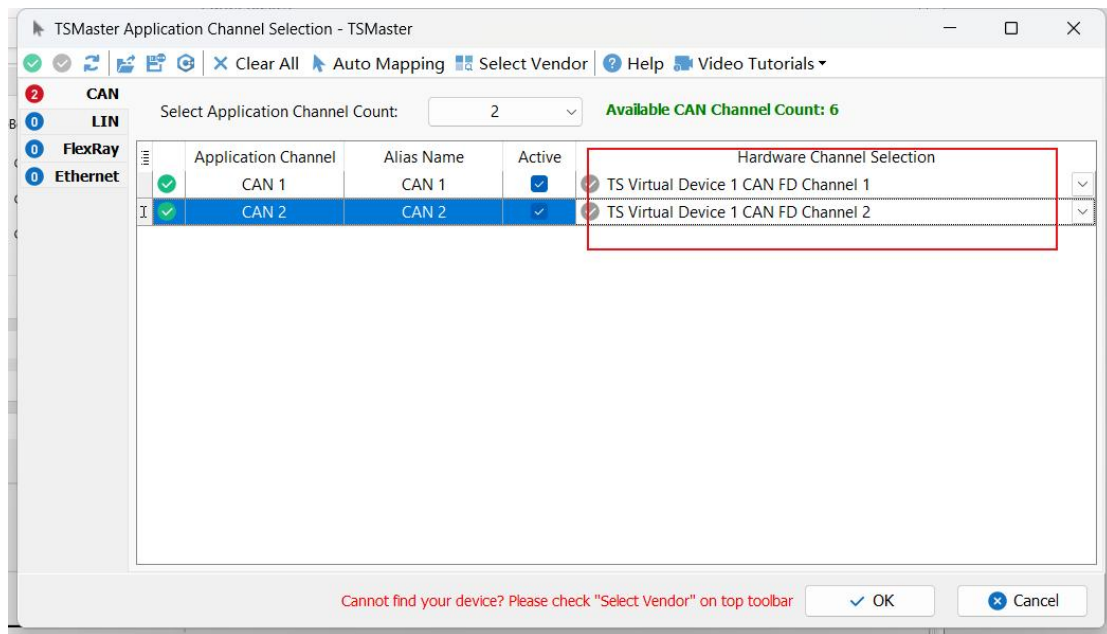 TSMaster Application Channel Selection - TSMaster
Clear All Auto Mapping Select Vendor Help Video Tutorials
2 CAN
0 LIN
0 FlexRay
0 Ethernet
Select Application Channel Count: 2 Available CAN Channel Count: 6
Application Channel Alias Name Active Hardware Channel Selection
CAN 1 CAN 1 TS Virtual Device 1 CAN FD Channel 1
CAN 2 CAN 2 TS Virtual Device 1 CAN FD Channel 2
Cannot find your device? Please check "Select Vendor" on top toolbar OK Cancel